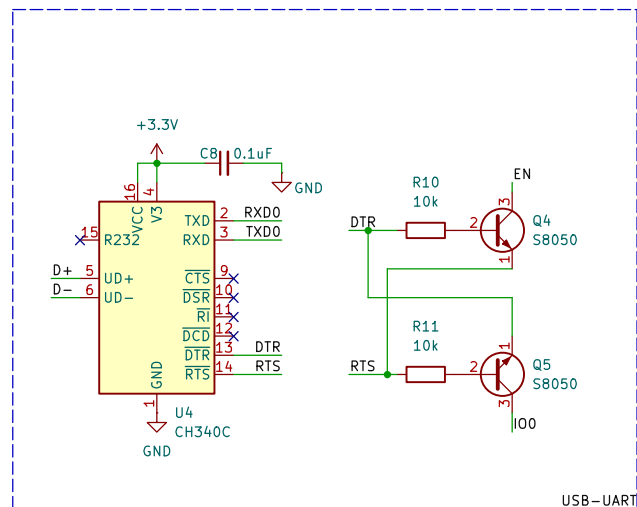 +3.3V
C8 0.1uF
GND
16
4
VCC
V3
15
R232
TXD
2
RXD0
RXD
3
TXD0
D+
5
UD+
D-
6
UD-
CTS
9
DSR
10
RI
11
DCD
12
DTR
13
DTR
RTS
14
RTS
GND
1
U4
CH340C
GND
EN
R10
10k
3
DTR
2
Q4
S8050
1
R11
10k
1
RTS
2
Q5
S8050
3
IO0
USB-UART